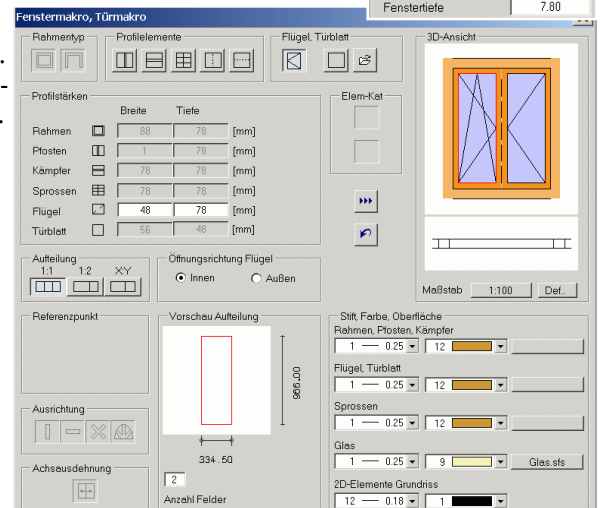 Fenstertiefe 7.80
Fenstermakro, Türmakro
Rahmentyp Profilelemente Flügel, Türblatt 3D-Ansicht
Profilstärken Elem-Kat
Breite Tiefe
Rahmen 88 78 [mm]
Pfosten 1 78 [mm]
Kämpfer 78 78 [mm]
Sprossen 78 78 [mm]
Flügel 48 78 [mm]
Türblatt 56 48 [mm]
Aufteilung Öffnungsrichtung Flügel
1:1 1:2 X:Y
Innen Außen
Maßstab 1:100 Def..
Referenzpunkt Vorschau Aufteilung Stift, Farbe, Oberfläche
Rahmen, Pfosten, Kämpfer
1 0.25 12
Flügel, Türblatt
1 0.25 12
Sprossen
1 0.25 12
Glas
1 0.25 9 Glas.sfs
2D-Elemente Grundriss
12 0.18 1
996.00
334.50
2
Anzahl Felder
Ausrichtung
Achsausdehnung